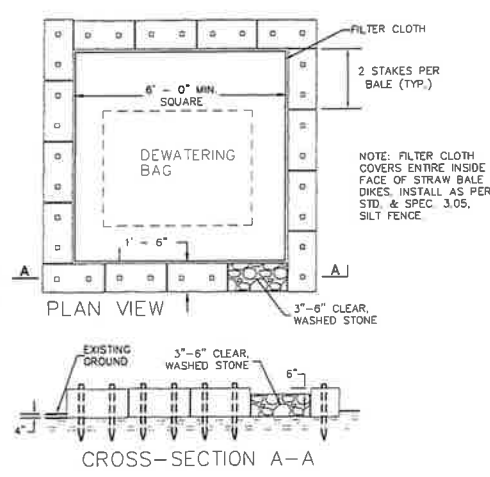 FILTER CLOTH
2 STAKES PER
BALE (TYP.)
6' - 0" MIN.
SQUARE
DEWATERING
BAG
NOTE: FILTER CLOTH
COVERS ENTIRE INSIDE
FACE OF STRAW BALE
DIKES. INSTALL AS PER
STD. & SPEC. 3.05,
SILT FENCE
1' - 6"
A
A
PLAN VIEW
3"-6" CLEAR,
WASHED STONE
EXISTING
GROUND
3"-6" CLEAR,
WASHED STONE
6"
4"
CROSS-SECTION A-A